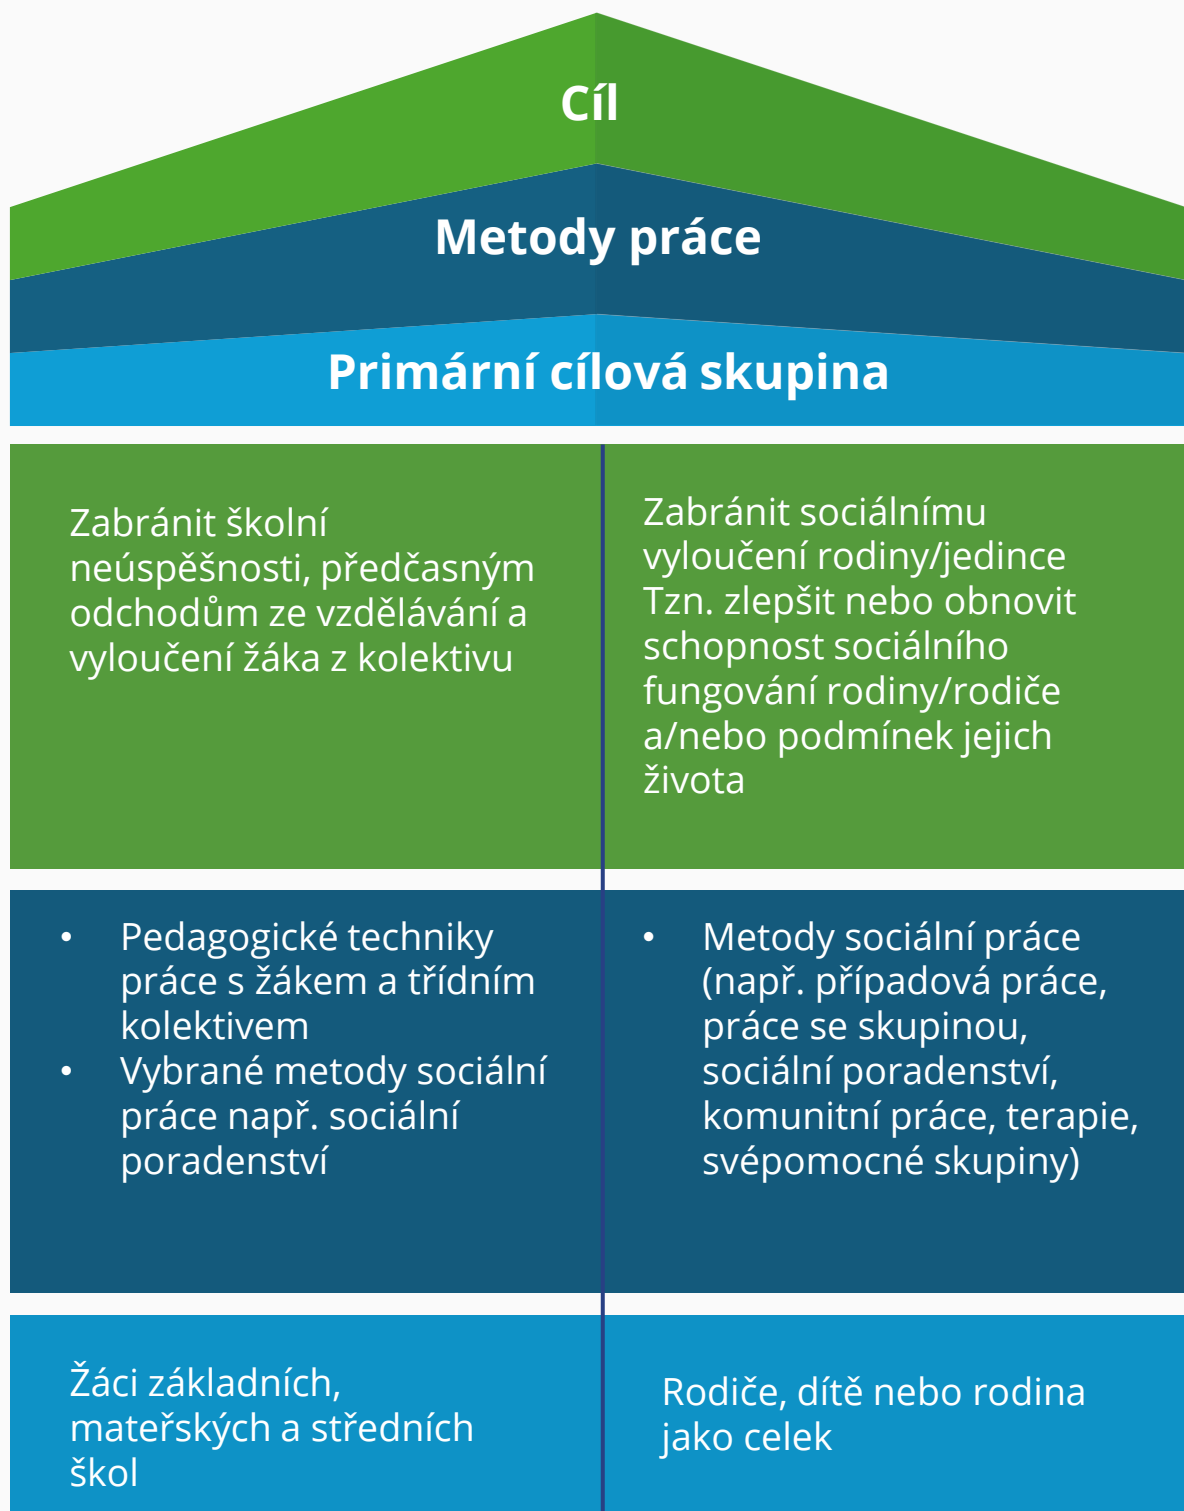 Cíl
Metody práce
Primární cílová skupina
Zabránit školní
neúspěšnosti, předčasným
odchodům ze vzdělávání a
vyloučení žáka z kolektivu
Zabránit sociálnímu
vyloučení rodiny/jedince
Tzn. zlepšit nebo obnovit
schopnost sociálního
fungování rodiny/rodiče
a/nebo podmínek jejich
života
• Pedagogické techniky
práce s žákem a třídním
kolektivem
• Vybrané metody sociální
práce např. sociální
poradenství
• Metody sociální práce
(např. případová práce,
práce se skupinou,
sociální poradenství,
komunitní práce, terapie,
svépomocné skupiny)
Žáci základních,
mateřských a středních
škol
Rodiče, dítě nebo rodina
jako celek